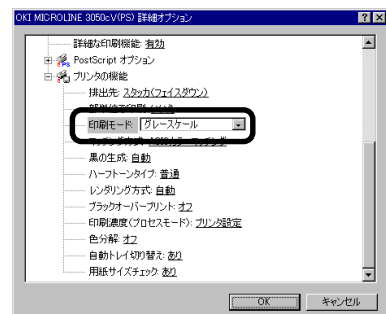 OKI MICROLINE 3050cV(PS) 詳細オプション
詳細な印刷機能: 有効
PostScript オプション
プリンタの機能
排出先: スタッカ(フェイスダウン)
印刷モード: グレースケール
黒の生成: 自動
ハーフトーンタイプ: 普通
レンダリング方式: 自動
ブラックオーバープリント: オフ
印刷濃度(プロセスモード): プリンタ設定
色分解: オフ
自動トレイ切り替え: あり
用紙サイズチェック: あり
OK キャンセル